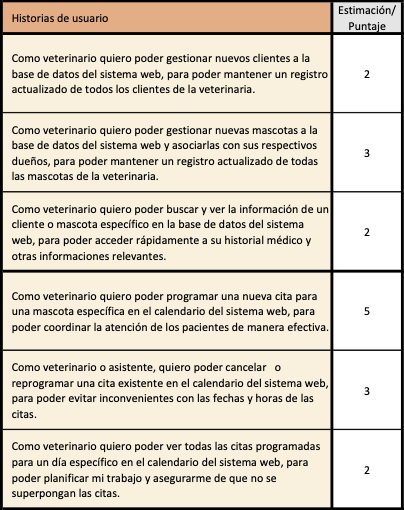 Historias de usuario
Estimación/
Puntaje
Como veterinario quiero poder gestionar nuevos clientes a la
base de datos del sistema web, para poder mantener un registro
actualizado de todos los clientes de la veterinaria.
2
Como veterinario quiero poder gestionar nuevas mascotas a la
base de datos del sistema web y asociarlas con sus respectivos
dueños, para poder mantener un registro actualizado de todas
las mascotas de la veterinaria.
3
Como veterinario quiero poder buscar y ver la información de un
cliente o mascota específico en la base de datos del sistema
web, para poder acceder rápidamente a su historial médico y
otras informaciones relevantes.
2
Como veterinario quiero poder programar una nueva cita para
una mascota específica en el calendario del sistema web, para
poder coordinar la atención de los pacientes de manera efectiva.
5
Como veterinario o asistente, quiero poder cancelar o
reprogramar una cita existente en el calendario del sistema web,
para poder evitar inconvenientes con las fechas y horas de las
citas.
3
Como veterinario quiero poder ver todas las citas programadas
para un día específico en el calendario del sistema web, para
poder planificar mi trabajo y asegurarme de que no se
superpongan las citas.
2